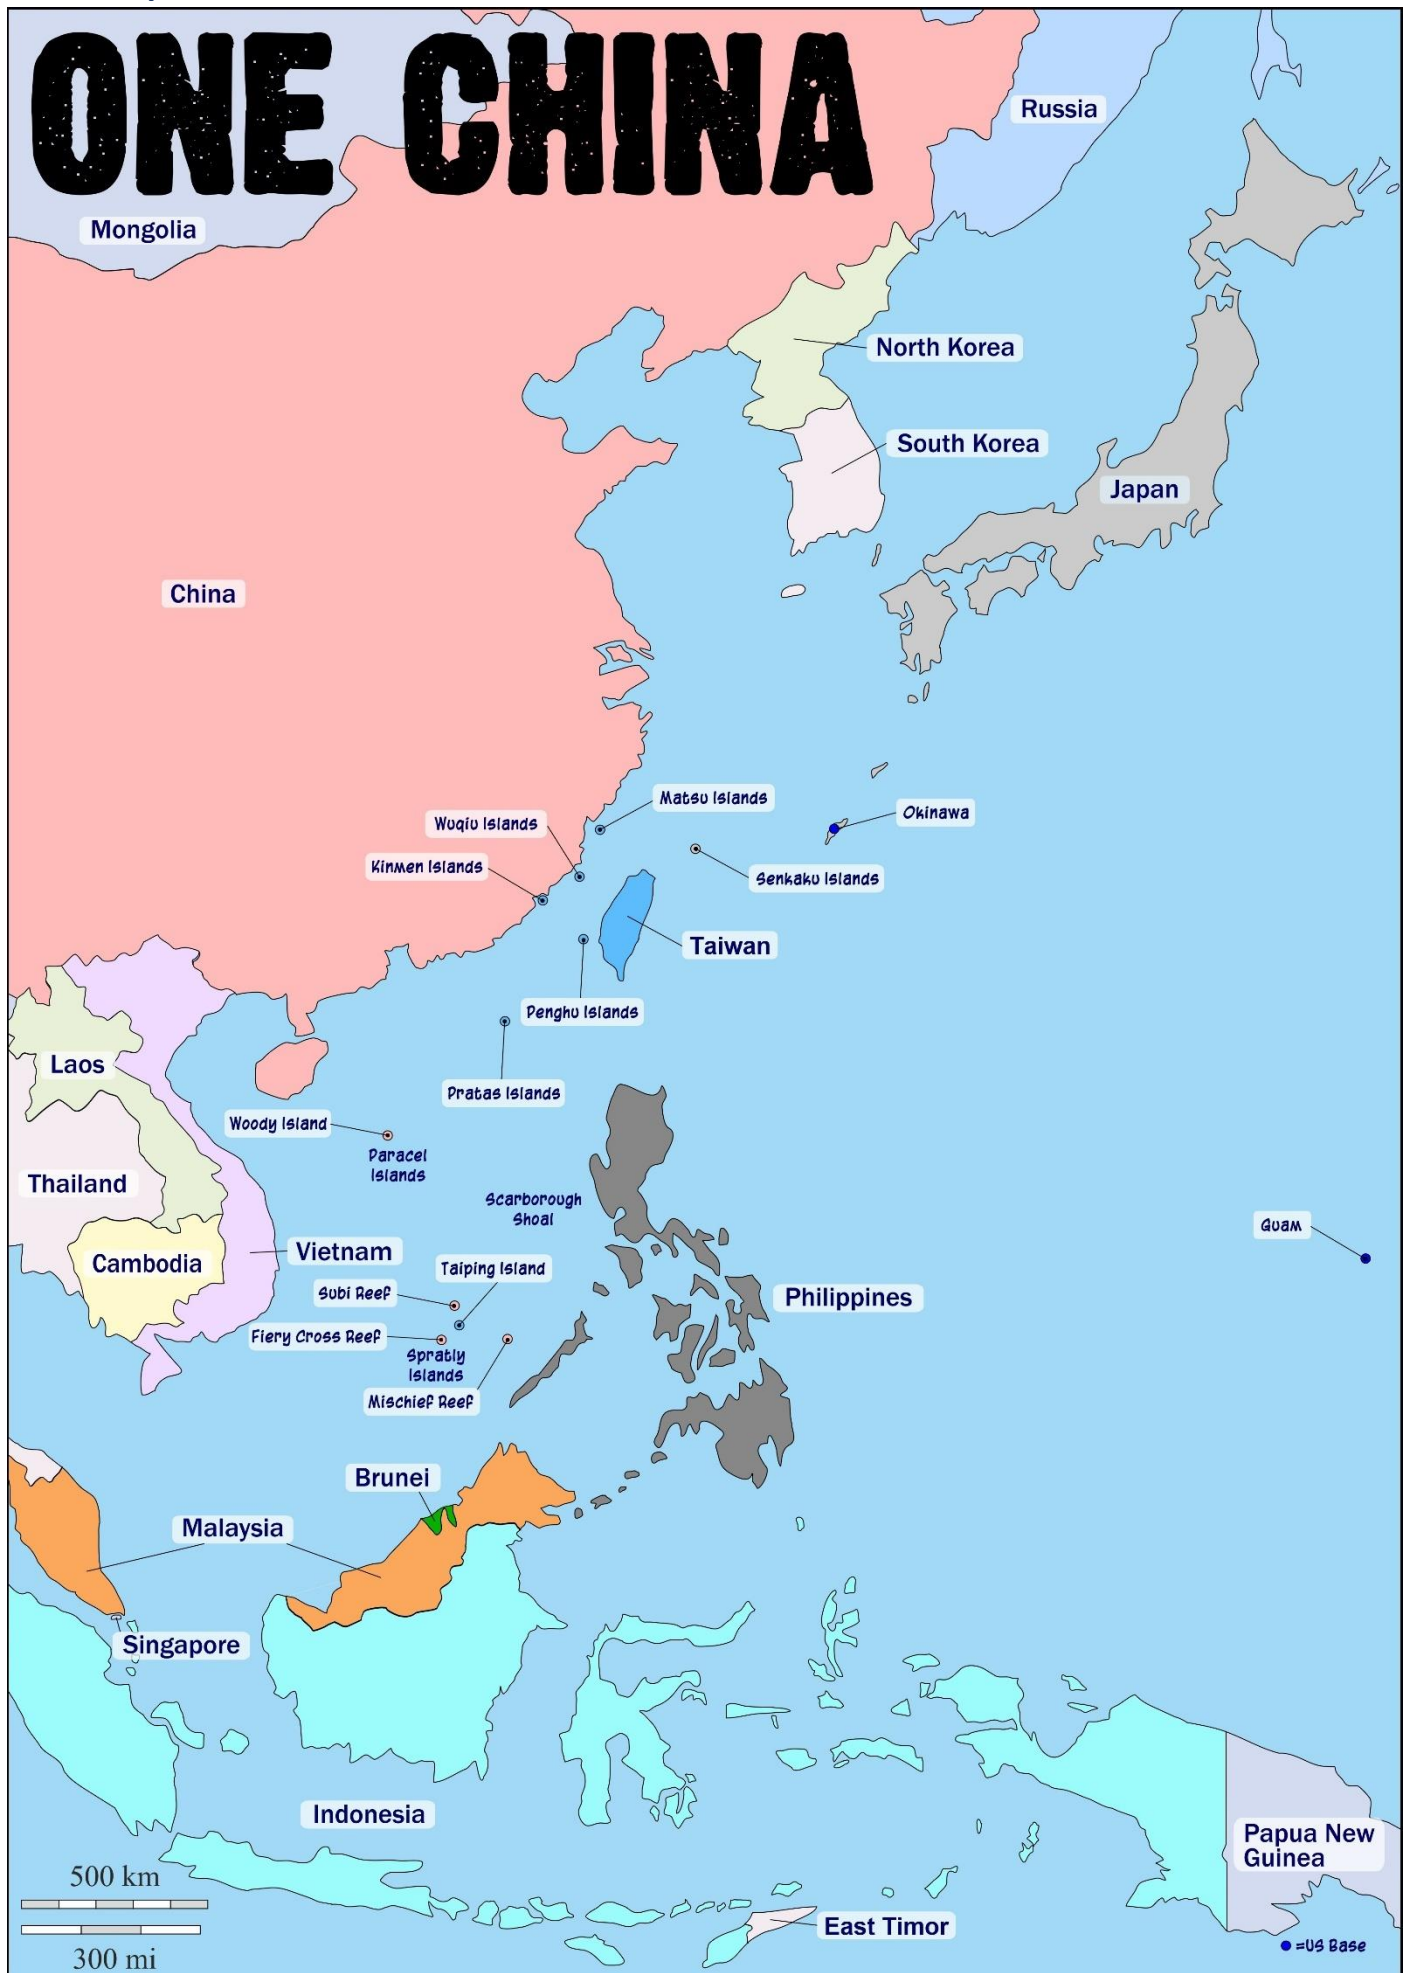 ONE CHINA
Russia
Mongolia
North Korea
South Korea
Japan
China
Matsu Islands
Wuqiu Islands
Okinawa
Kinmen Islands
Senkaku Islands
Taiwan
Penghu Islands
Laos
Pratas Islands
Woody Island
Paracel
Islands
Thailand
Scarborough
Shoal
Guam
Vietnam
Cambodia
Taiping Island
Subi Reef
Philippines
Fiery Cross Reef
Spratly
Islands
Mischief Reef
Brunei
Malaysia
Singapore
Indonesia
Papua New
Guinea
500 km
East Timor
=US Base
300 mi